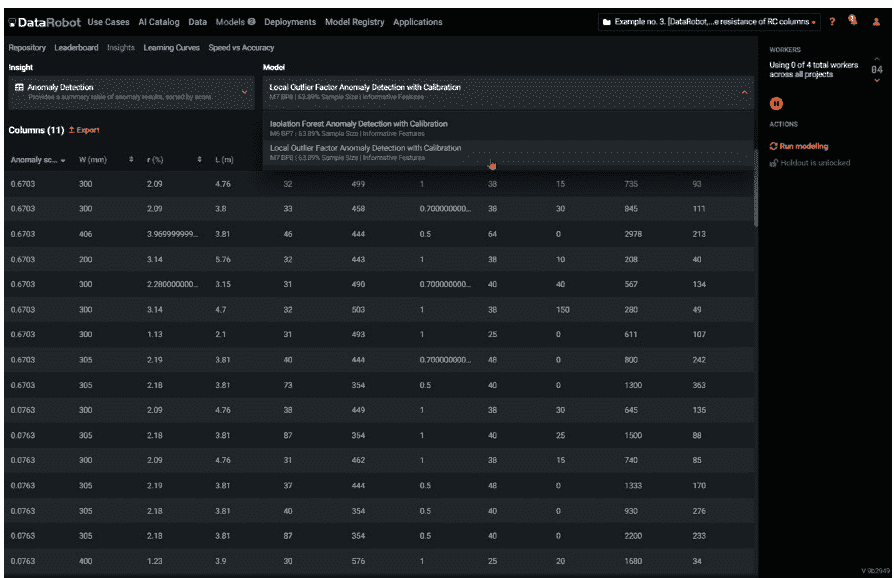 DataRobot Use Cases AI Catalog Data Models Deployments Model Registry Applications
Example no. 3. [DataRobot,...e resistance of RC columns
Repository Leaderboard Insights Learning Curves Speed vs Accuracy
Insight
Model
Anomaly Detection
Provides a summary table of anomaly results, sorted by score.
Local Outlier Factor Anomaly Detection with Calibration
M7 BP8 | 63.89% Sample Size | Informative Features
Isolation Forest Anomaly Detection with Calibration
M6 BP7 | 63.89% Sample Size | Informative Features
Local Outlier Factor Anomaly Detection with Calibration
M7 BP8 | 63.89% Sample Size | Informative Features
Columns (11) Export
Anomaly sc... W (mm) r (%) L (m)
0.6703 300 2.09 4.76 32 499 1 38 15 735 93
0.6703 300 2.09 3.8 33 458 0.700000000... 38 30 845 111
0.6703 406 3.969999999... 3.81 46 444 0.5 64 0 2978 213
0.6703 200 3.14 5.76 32 443 1 38 10 208 40
0.6703 300 2.280000000... 3.15 31 490 0.700000000... 40 40 567 134
0.6703 300 3.14 4.7 32 503 1 38 150 280 49
0.6703 300 1.13 2.1 31 493 1 25 0 611 107
0.6703 305 2.19 3.81 40 444 0.700000000... 48 0 800 242
0.6703 305 2.18 3.81 73 354 0.5 40 0 1300 363
0.0763 300 2.09 4.76 38 449 1 38 30 645 135
0.0763 305 2.18 3.81 87 354 1 40 25 1500 88
0.0763 300 2.09 4.76 31 462 1 38 15 740 85
0.0763 305 2.19 3.81 37 444 0.5 48 0 1333 170
0.0763 305 2.18 3.81 40 354 0.5 40 0 930 276
0.0763 305 2.18 3.81 87 354 0.5 40 0 2200 233
0.0763 400 1.23 3.9 30 576 1 25 20 1680 34
WORKERS
Using 0 of 4 total workers
across all projects
04
ACTIONS
Run modeling
Holdout is unlocked